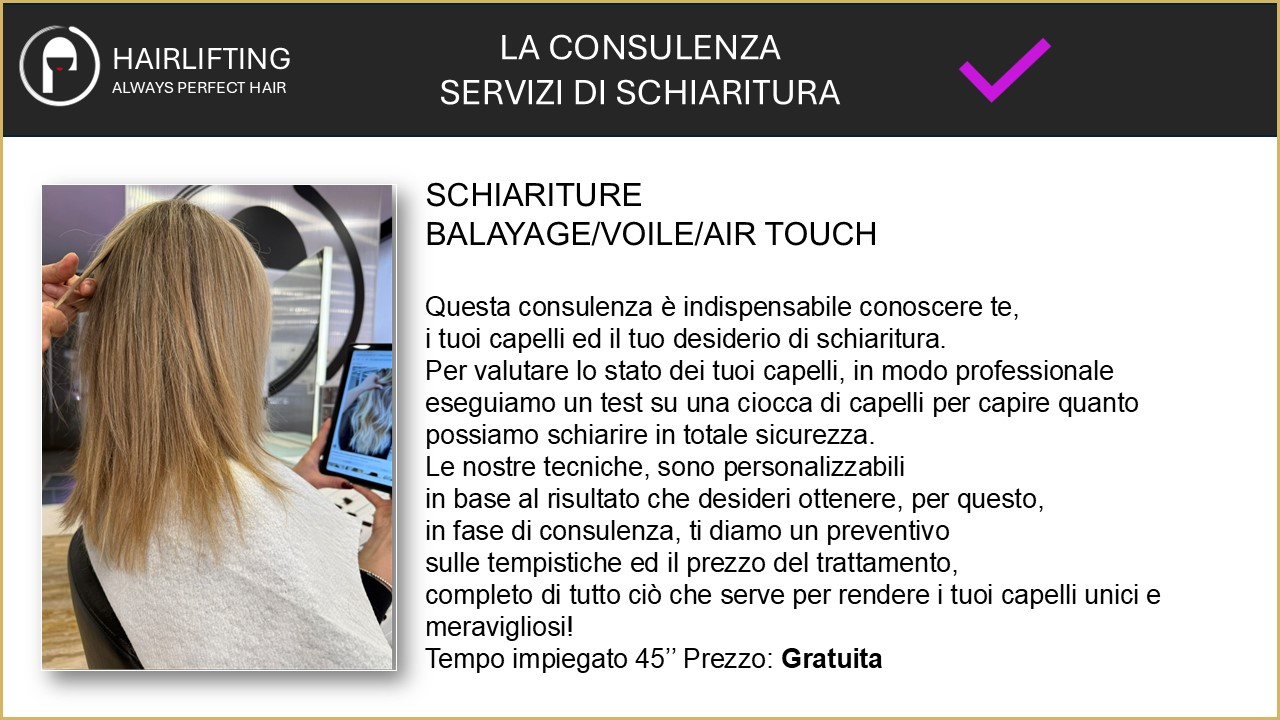 HAIRLIFTING
ALWAYS PERFECT HAIR
LA CONSULENZA
SERVIZI DI SCHIARITURA
SCHIARITURE
BALAYAGE/VOILE/AIR TOUCH
Questa consulenza è indispensabile conoscere te,
i tuoi capelli ed il tuo desiderio di schiaritura.
Per valutare lo stato dei tuoi capelli, in modo professionale
eseguiamo un test su una ciocca di capelli per capire quanto
possiamo schiarire in totale sicurezza.
Le nostre tecniche, sono personalizzabili
in base al risultato che desideri ottenere, per questo,
in fase di consulenza, ti diamo un preventivo
sulle tempistiche ed il prezzo del trattamento,
completo di tutto ciò che serve per rendere i tuoi capelli unici e
meravigliosi!
Tempo impiegato 45’’ Prezzo: Gratuita